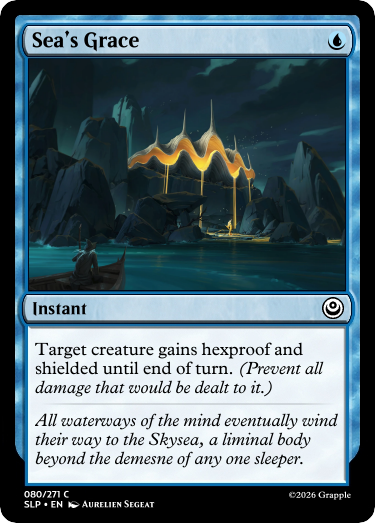 Sea's Grace
Instant
Target creature gains hexproof and
shielded until end of turn. (Prevent all
damage that would be dealt to it.)
All waterways of the mind eventually wind
their way to the Skysea, a liminal body
beyond the demesne of any one sleeper.
080/271 C
SLP • EN Aurelien Segeat
©2026 Grapple